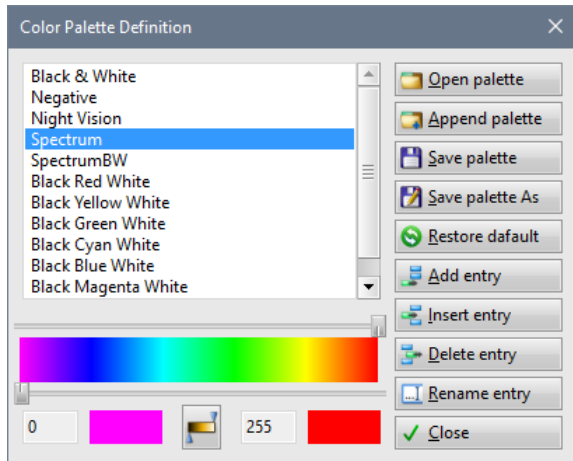 Color Palette Definition
Black & White
Negative
Night Vision
Spectrum
SpectrumBW
Black Red White
Black Yellow White
Black Green White
Black Cyan White
Black Blue White
Black Magenta White
Open palette
Append palette
Save palette
Save palette As
Restore dafault
Add entry
Insert entry
Delete entry
Rename entry
Close
0
255